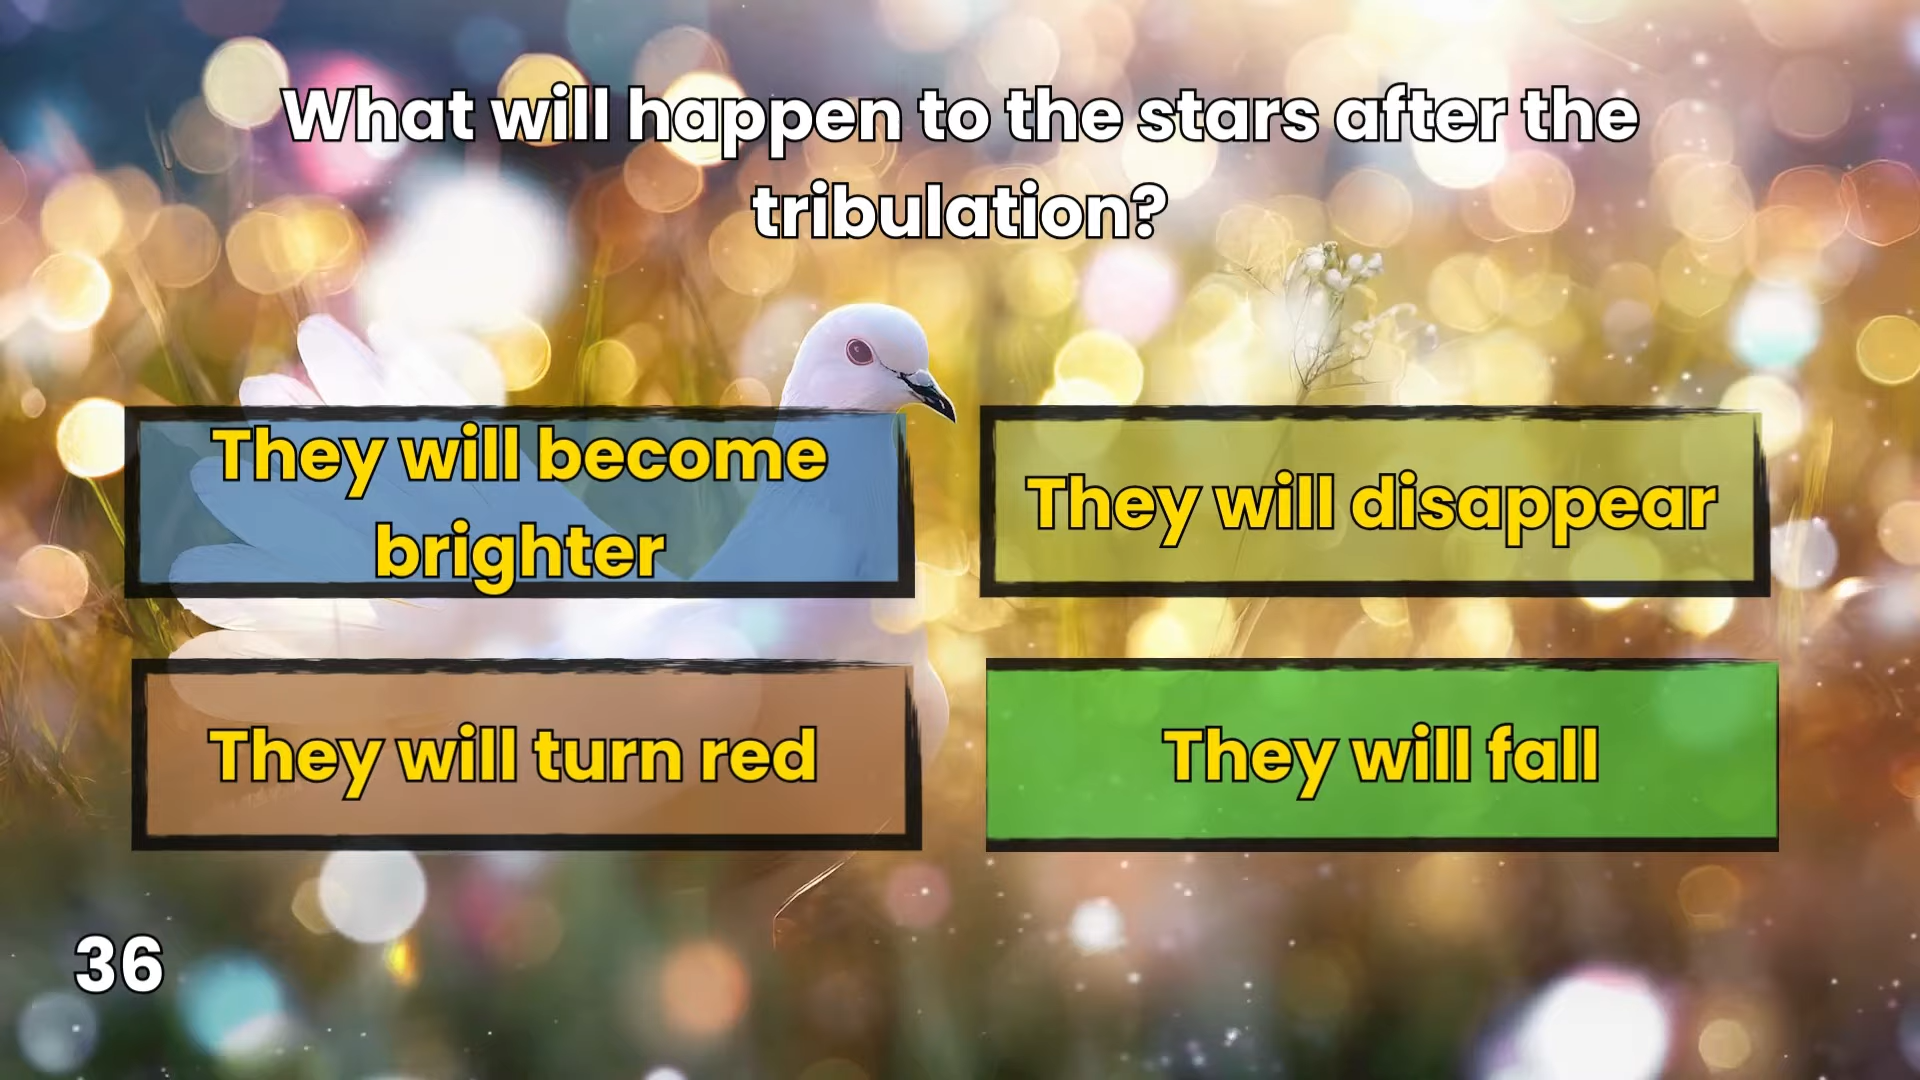 What will happen to the stars after the
tribulation?
They will become
brighter
They will disappear
They will turn red
They will fall
36